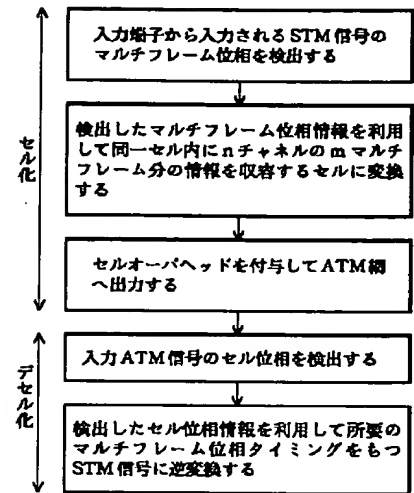 セル化
入力端子から入力されるSTM信号の
マルチフレーム位相を検出する
検出したマルチフレーム位相情報を利用
して同一セル内にnチャネルのmマルチ
フレーム分の情報を収容するセルに変換
する
セルオーバヘッドを付与してATM網
へ出力する
デセル化
入力ATM信号のセル位相を検出する
検出したセル位相情報を利用して所要の
マルチフレーム位相タイミングをもつ
STM信号に逆変換する